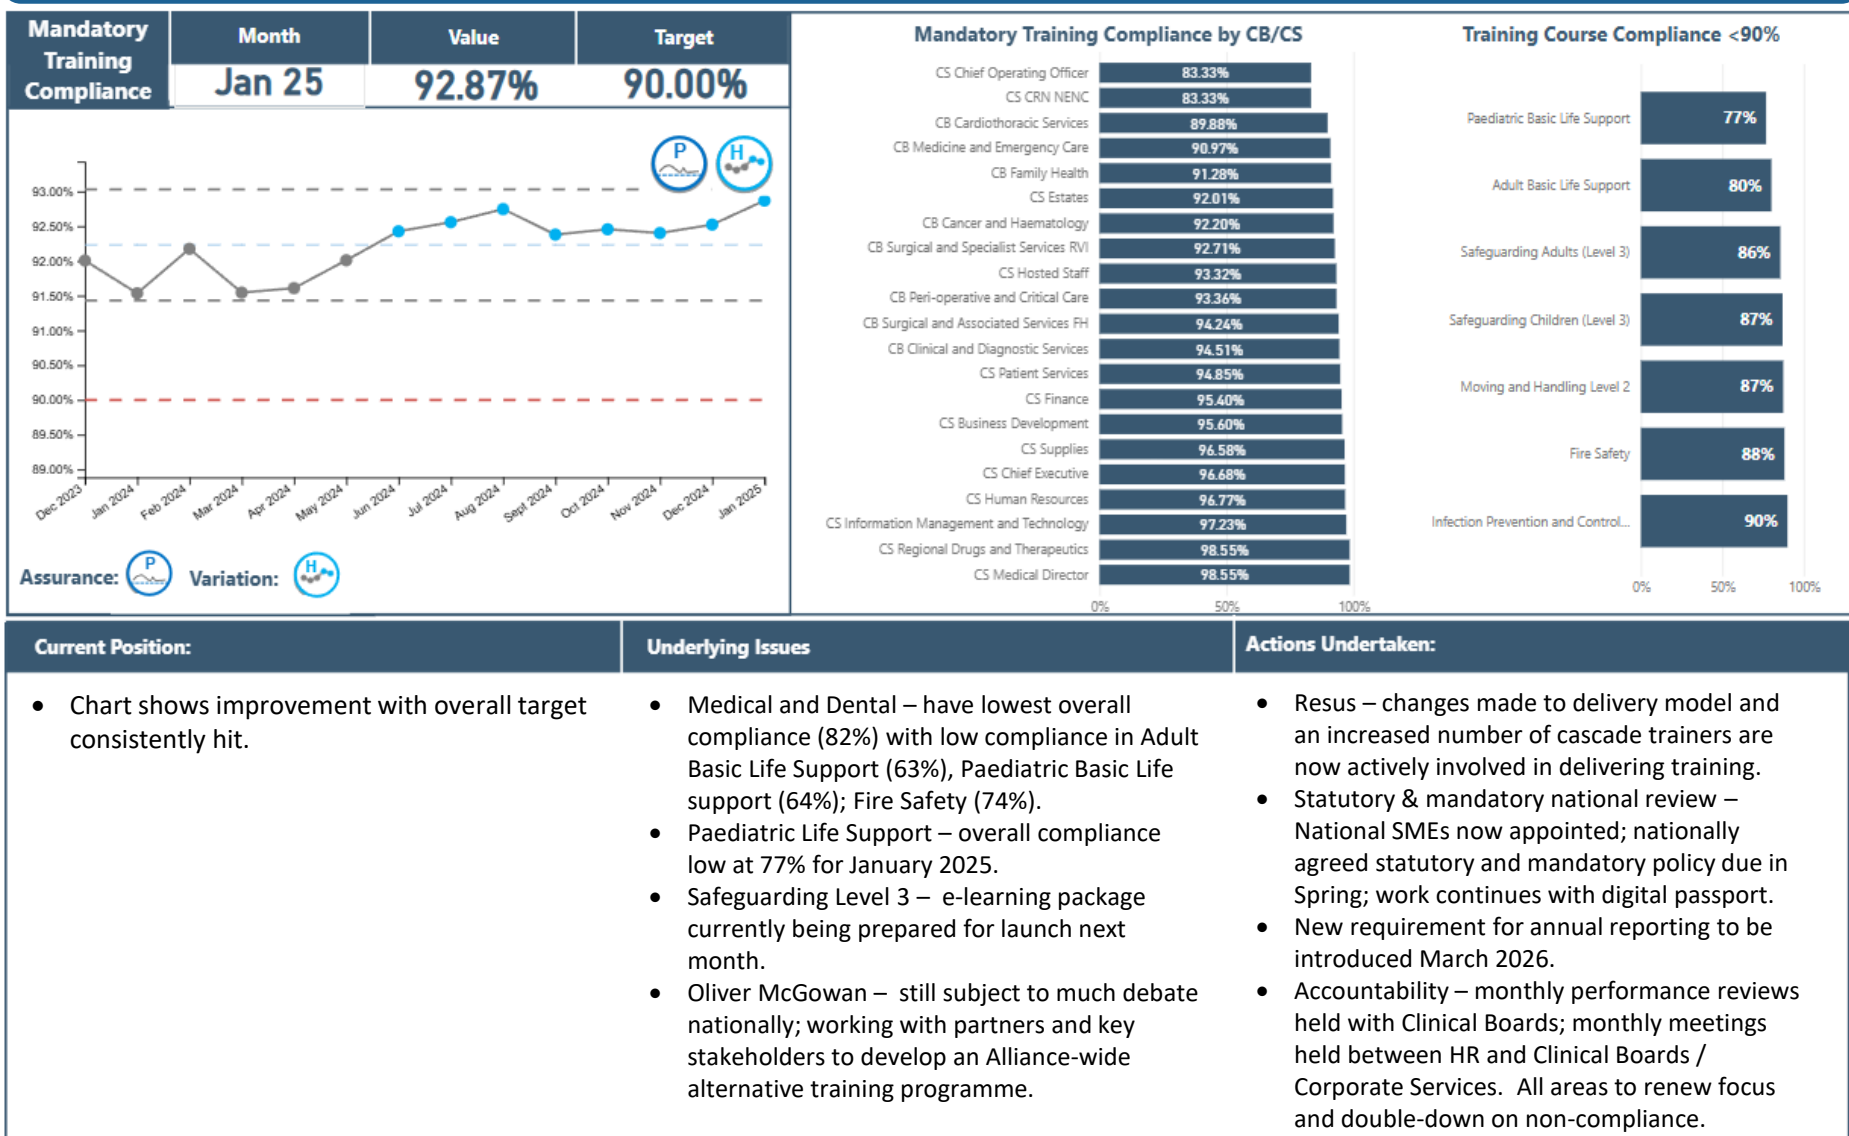 Mandatory
Training
Compliance
Month
Value
Target
Jan 25
92.87%
90.00%
P
H
93.00%
92.50%
92.00%
91.50%
91.00%
90.50%
90.00%
89.50%
89.00%
Dec 2023
Jan 2024
Feb 2024
Mar 2024
Apr 2024
May 2024
Jun 2024
Jul 2024
Aug 2024
Sept 2024
Oct 2024
Nov 2024
Dec 2024
Jan 2025
Assurance: P Variation: H
Mandatory Training Compliance by CB/CS
CS Chief Operating Officer 83.33%
CS CRN NENC 83.33%
CB Cardiothoracic Services 89.88%
CB Medicine and Emergency Care 90.97%
CB Family Health 91.28%
CS Estates 92.01%
CB Cancer and Haematology 92.20%
CB Surgical and Specialist Services RVI 92.71%
CS Hosted Staff 93.32%
CB Peri-operative and Critical Care 93.36%
CB Surgical and Associated Services FH 94.24%
CB Clinical and Diagnostic Services 94.51%
CS Patient Services 94.85%
CS Finance 95.40%
CS Business Development 95.60%
CS Supplies 96.58%
CS Chief Executive 96.68%
CS Human Resources 96.77%
CS Information Management and Technology 97.23%
CS Regional Drugs and Therapeutics 98.55%
CS Medical Director 98.55%
0% 50% 100%
Training Course Compliance <90%
Paediatric Basic Life Support 77%
Adult Basic Life Support 80%
Safeguarding Adults (Level 3) 86%
Safeguarding Children (Level 3) 87%
Moving and Handling Level 2 87%
Fire Safety 88%
Infection Prevention and Control... 90%
0% 50% 100%
Current Position:
• Chart shows improvement with overall target
consistently hit.
Underlying Issues
• Medical and Dental – have lowest overall
compliance (82%) with low compliance in Adult
Basic Life Support (63%), Paediatric Basic Life
support (64%); Fire Safety (74%).
• Paediatric Life Support – overall compliance
low at 77% for January 2025.
• Safeguarding Level 3 – e-learning package
currently being prepared for launch next
month.
• Oliver McGowan – still subject to much debate
nationally; working with partners and key
stakeholders to develop an Alliance-wide
alternative training programme.
Actions Undertaken:
• Resus – changes made to delivery model and
an increased number of cascade trainers are
now actively involved in delivering training.
• Statutory & mandatory national review –
National SMEs now appointed; nationally
agreed statutory and mandatory policy due in
Spring; work continues with digital passport.
• New requirement for annual reporting to be
introduced March 2026.
• Accountability – monthly performance reviews
held with Clinical Boards; monthly meetings
held between HR and Clinical Boards /
Corporate Services. All areas to renew focus
and double-down on non-compliance.